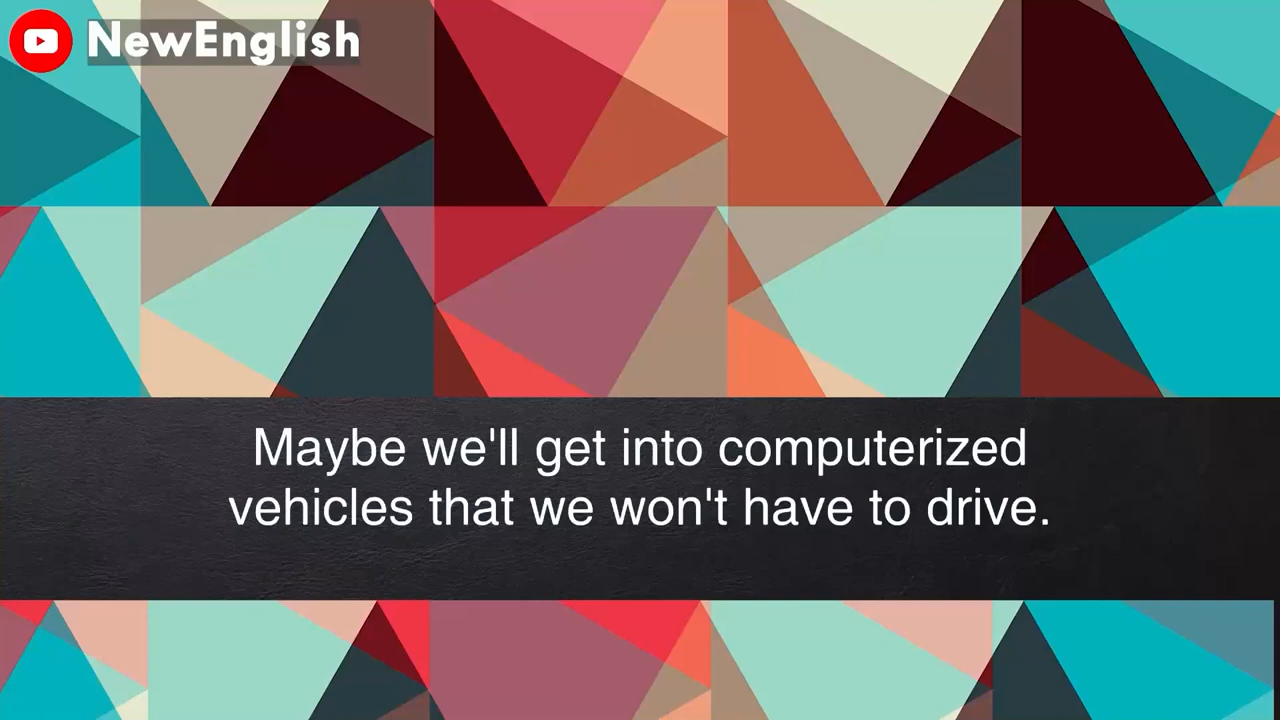 NewEnglish
Maybe we'll get into computerized
vehicles that we won't have to drive.